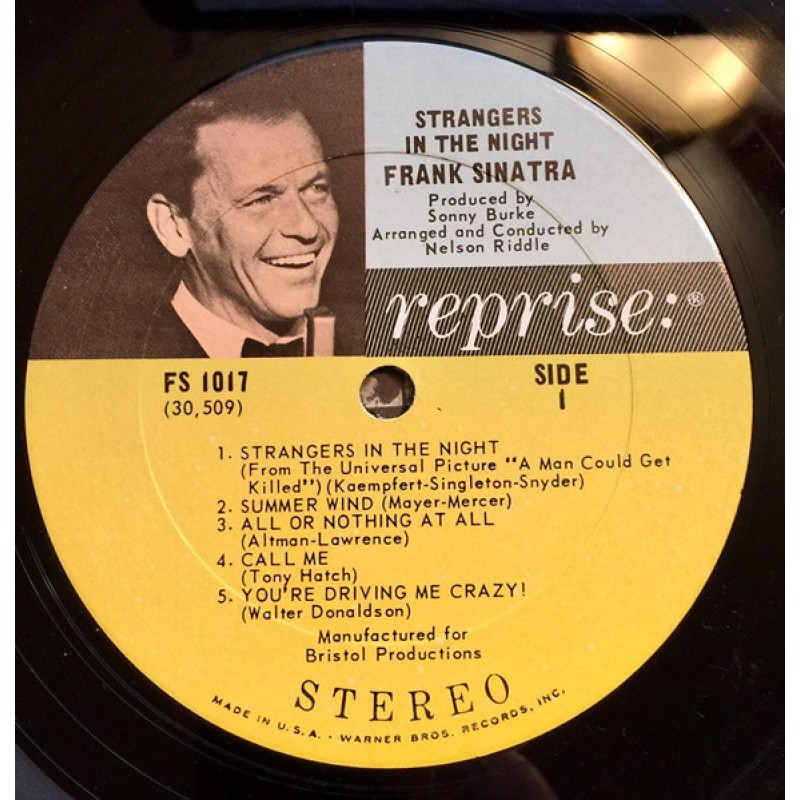 STRANGERS
IN THE NIGHT
FRANK SINATRA
Produced by
Sonny Burke
Arranged and Conducted by
Nelson Riddle
reprise:®
FS 1017
(30,509)
SIDE
1
1. STRANGERS IN THE NIGHT
(From The Universal Picture "A Man Could Get
Killed") (Kaempfert-Singleton-Snyder)
2. SUMMER WIND (Mayer-Mercer)
3. ALL OR NOTHING AT ALL
(Altman-Lawrence)
4. CALL ME
(Tony Hatch)
5. YOU'RE DRIVING ME CRAZY!
(Walter Donaldson)
Manufactured for
Bristol Productions
STEREO
MADE IN U.S.A. · WARNER BROS. RECORDS, INC.